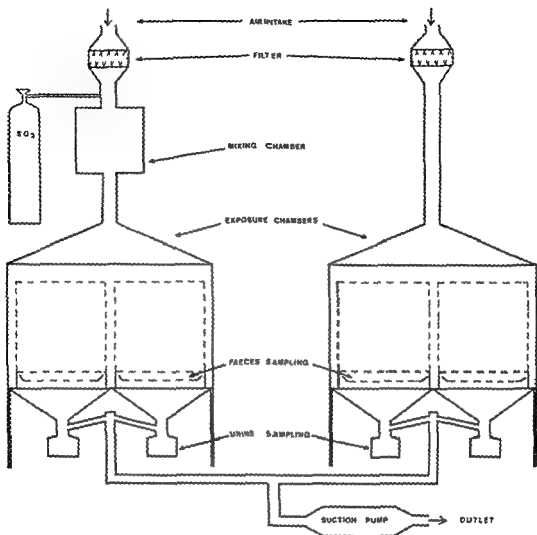 AIR INTAKE
FILTER
SO2
MIXING CHAMBER
EXPOSURE CHAMBERS
FAECES SAMPLING
URINE SAMPLING
SUCTION PUMP
OUTLET